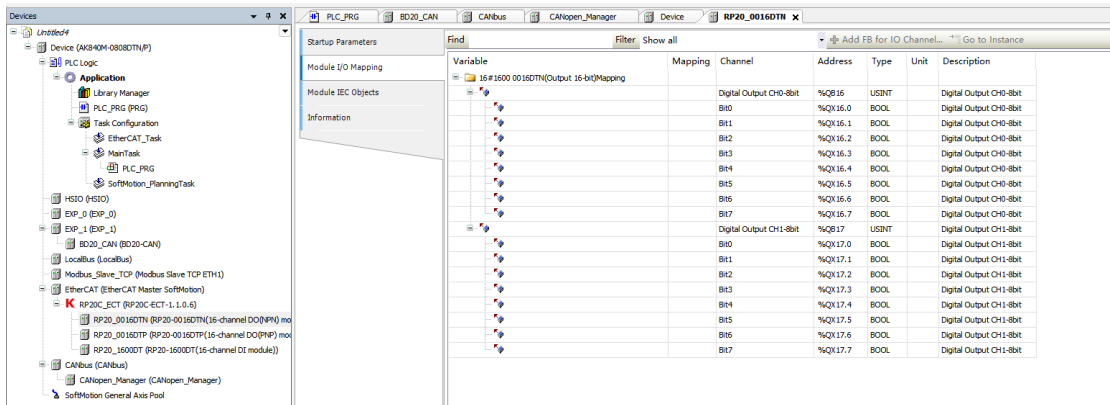 Devices
PLC_PRG
BD20_CAN
CANbus
CANopen_Manager
Device
RP20_0016DTN
Untitled4
Device (AK840M-0808DTN/P)
PLC Logic
Application
Library Manager
PLC_PRG (PRG)
Task Configuration
EtherCAT_Task
MainTask
PLC_PRG
SoftMotion_PlanningTask
HSIO (HSIO)
EXP_0 (EXP_0)
EXP_1 (EXP_1)
BD20_CAN (BD20-CAN)
LocalBus (LocalBus)
Modbus_Slave_TCP (Modbus Slave TCP ETH1)
EtherCAT (EtherCAT Master SoftMotion)
K RP20C_ECT (RP20C-ECT-1.1.0.6)
RP20_0016DTN (RP20-0016DTN(16-channel DO(NPN) mo
RP20_0016DTP (RP20-0016DTP(16-channel DO(PNP) mo
RP20_1600DT (RP20-1600DT(16-channel DI module))
CANbus (CANbus)
CANopen_Manager (CANopen_Manager)
SoftMotion General Axis Pool
Startup Parameters
Module I/O Mapping
Module IEC Objects
Information
Find Filter Show all Add FB for IO Channel... Go to Instance
Variable Mapping Channel Address Type Unit Description
16#1600 0016DTN(Output 16-bit)Mapping
Digital Output CH0-8bit %QB16 USINT Digital Output CH0-8bit
Bit0 %QX16.0 BOOL Digital Output CH0-8bit
Bit1 %QX16.1 BOOL Digital Output CH0-8bit
Bit2 %QX16.2 BOOL Digital Output CH0-8bit
Bit3 %QX16.3 BOOL Digital Output CH0-8bit
Bit4 %QX16.4 BOOL Digital Output CH0-8bit
Bit5 %QX16.5 BOOL Digital Output CH0-8bit
Bit6 %QX16.6 BOOL Digital Output CH0-8bit
Bit7 %QX16.7 BOOL Digital Output CH0-8bit
Digital Output CH1-8bit %QB17 USINT Digital Output CH1-8bit
Bit0 %QX17.0 BOOL Digital Output CH1-8bit
Bit1 %QX17.1 BOOL Digital Output CH1-8bit
Bit2 %QX17.2 BOOL Digital Output CH1-8bit
Bit3 %QX17.3 BOOL Digital Output CH1-8bit
Bit4 %QX17.4 BOOL Digital Output CH1-8bit
Bit5 %QX17.5 BOOL Digital Output CH1-8bit
Bit6 %QX17.6 BOOL Digital Output CH1-8bit
Bit7 %QX17.7 BOOL Digital Output CH1-8bit